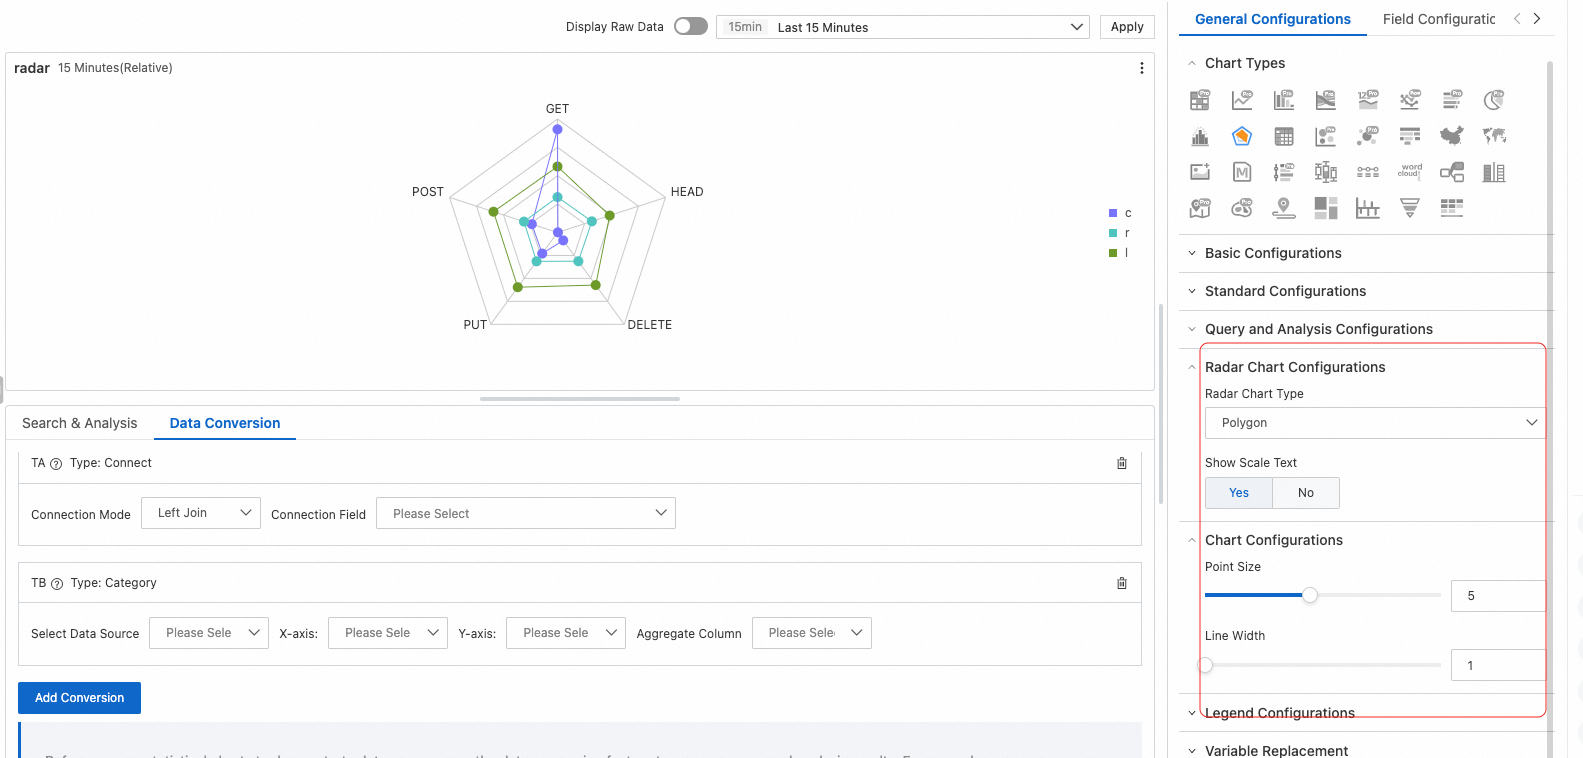 Display Raw Data
15min Last 15 Minutes
Apply
radar 15 Minutes(Relative)
GET
POST
HEAD
PUT
DELETE
c
r
l
Search & Analysis
Data Conversion
TA ? Type: Connect
Connection Mode Left Join Connection Field Please Select
TB ? Type: Category
Select Data Source Please Sele X-axis: Please Sele Y-axis: Please Sele Aggregate Column Please Sele
Add Conversion
General Configurations
Field Configuratio
Chart Types
word
cloud
Basic Configurations
Standard Configurations
Query and Analysis Configurations
Radar Chart Configurations
Radar Chart Type
Polygon
Show Scale Text
Yes No
Chart Configurations
Point Size
5
Line Width
1
Legend Configurations
Variable Replacement